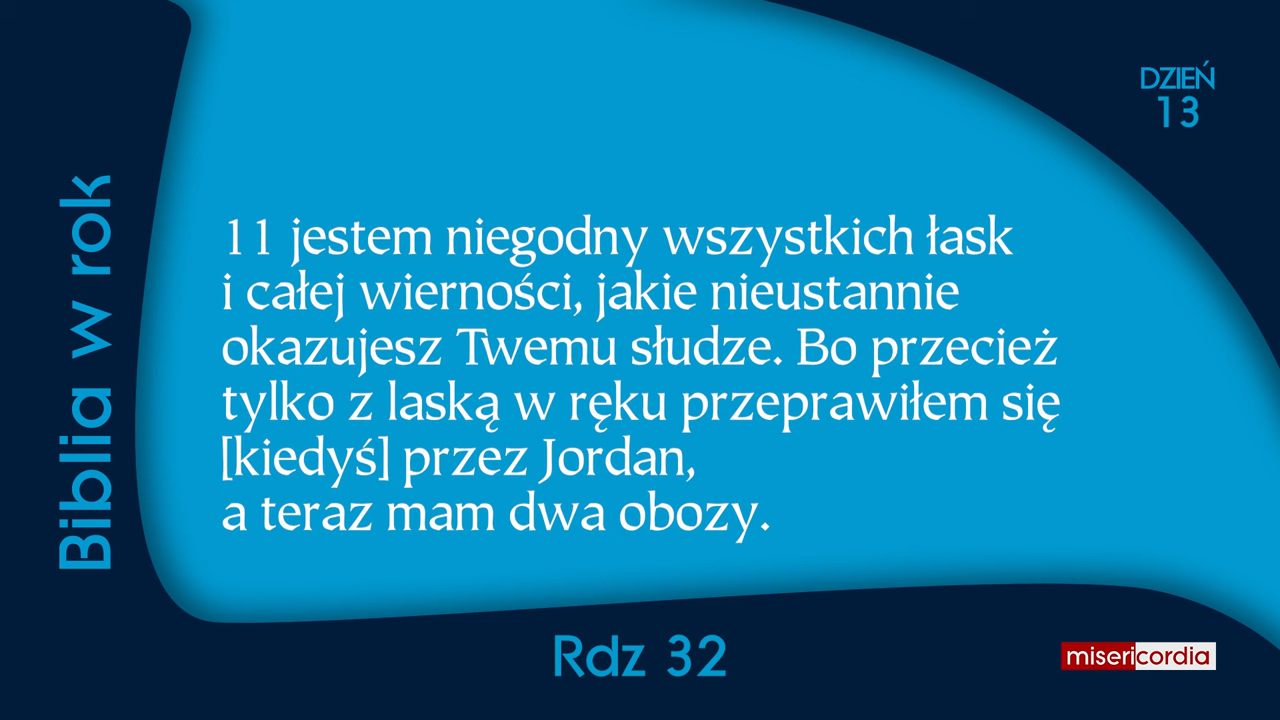 DZIEŃ
13
Biblia w rok
11 jestem niegodny wszystkich łask
i całej wierności, jakie nieustannie
okazujesz Twemu słudze. Bo przecież
tylko z laską w ręku przeprawiłem się
[kiedyś] przez Jordan,
a teraz mam dwa obozy.
Rdz 32
misericordia